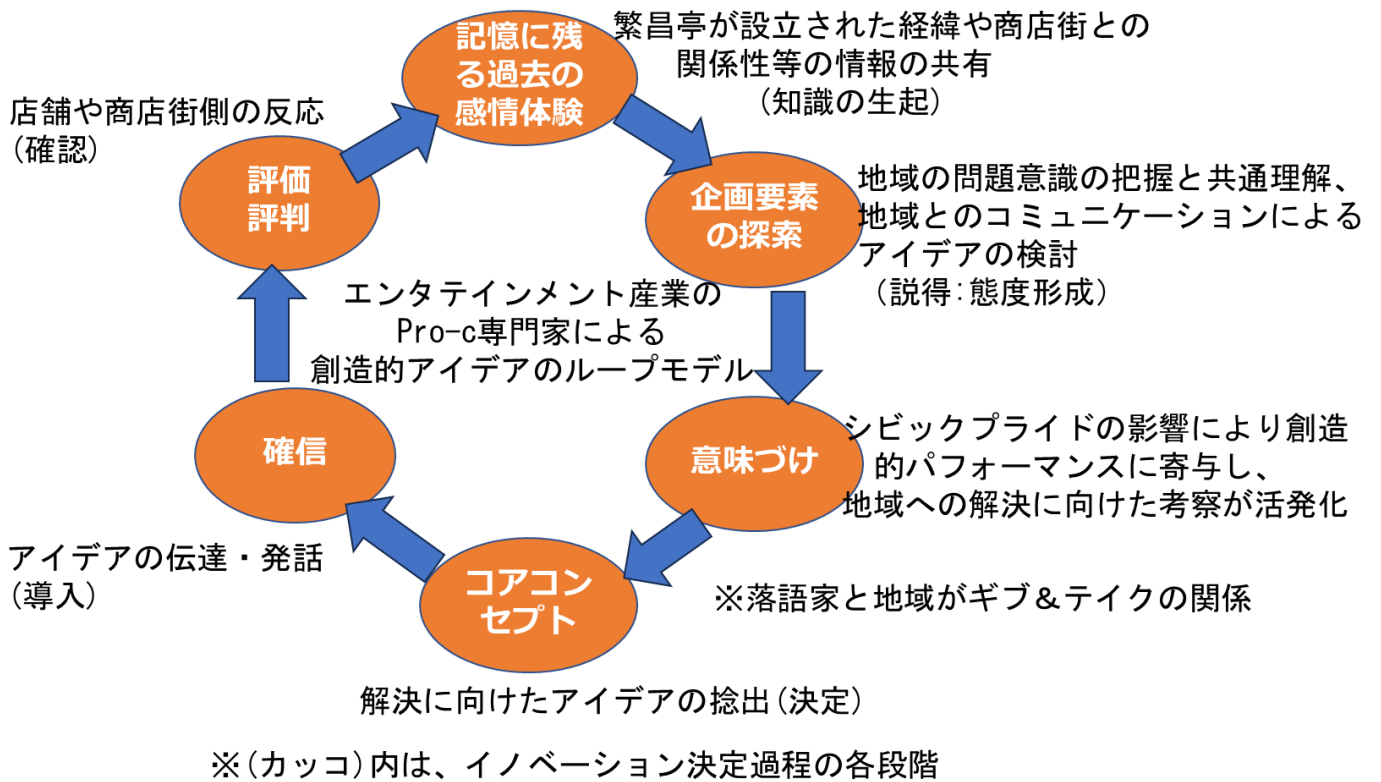 記憶に残
る過去の
感情体験
繁昌亭が設立された経緯や商店街との
関係性等の情報の共有
(知識の生起)
企画要素
の探索
地域の問題意識の把握と共通理解、
地域とのコミュニケーションによる
アイデアの検討
(説得:態度形成)
意味づけ
シビックプライドの影響により創造
的パフォーマンスに寄与し、
地域への解決に向けた考察が活発化
※落語家と地域がギブ&テイクの関係
コアコン
セプト
解決に向けたアイデアの捻出(決定)
確信
アイデアの伝達・発話
(導入)
評価
評判
店舗や商店街側の反応
(確認)
エンタテインメント産業の
Pro-c専門家による
創造的アイデアのループモデル
※(カッコ)内は、イノベーション決定過程の各段階